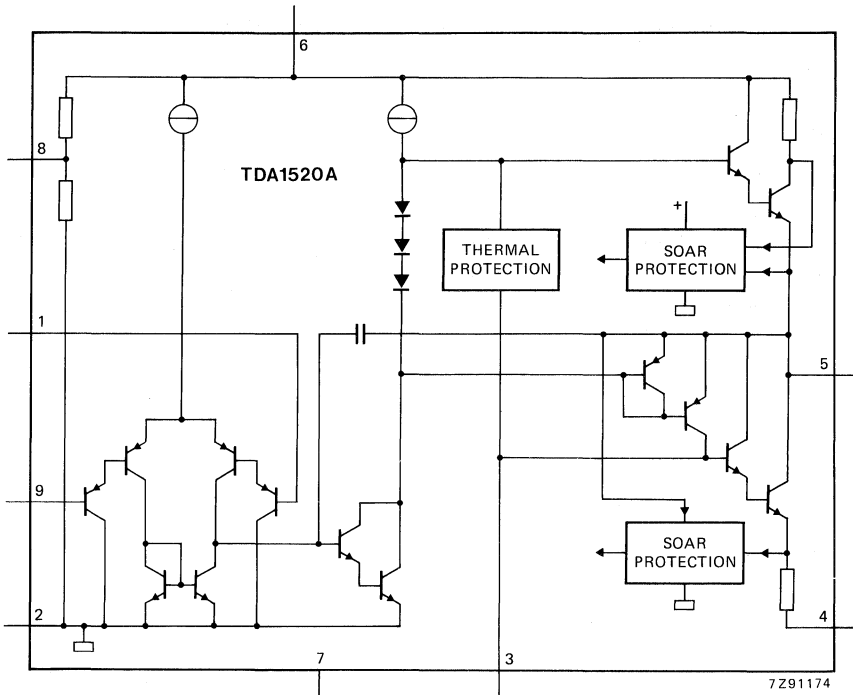 6
8
TDA1520A
+
THERMAL
PROTECTION
SOAR
PROTECTION
1
5
9
SOAR
PROTECTION
2
4
7
3
7Z91174